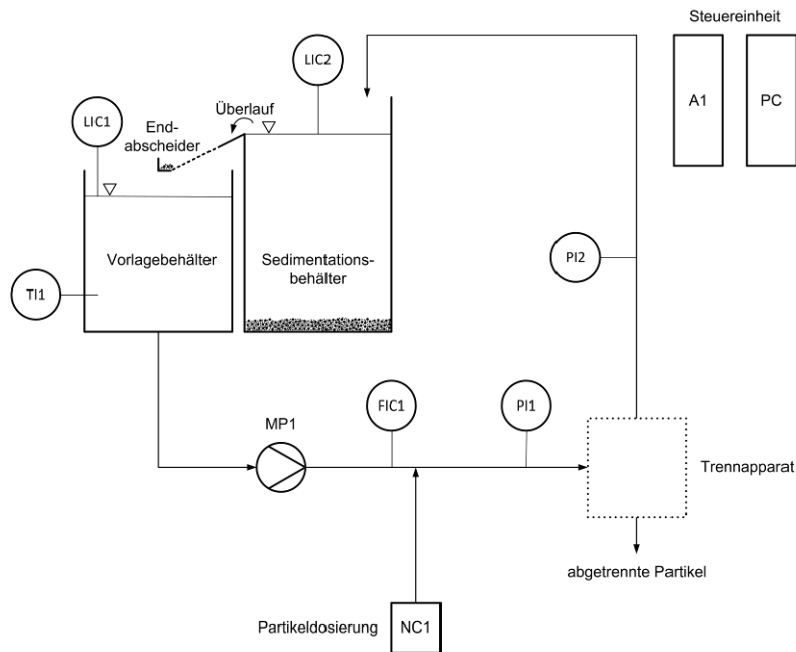 Steuereinheit
LIC2
A1
PC
LIC1
Überlauf
End-
abscheider
Vorlagebehälter
Sedimentations-
behälter
PI2
TI1
MP1
FIC1
PI1
Trennapparat
abgetrennte Partikel
Partikeldosierung
NC1